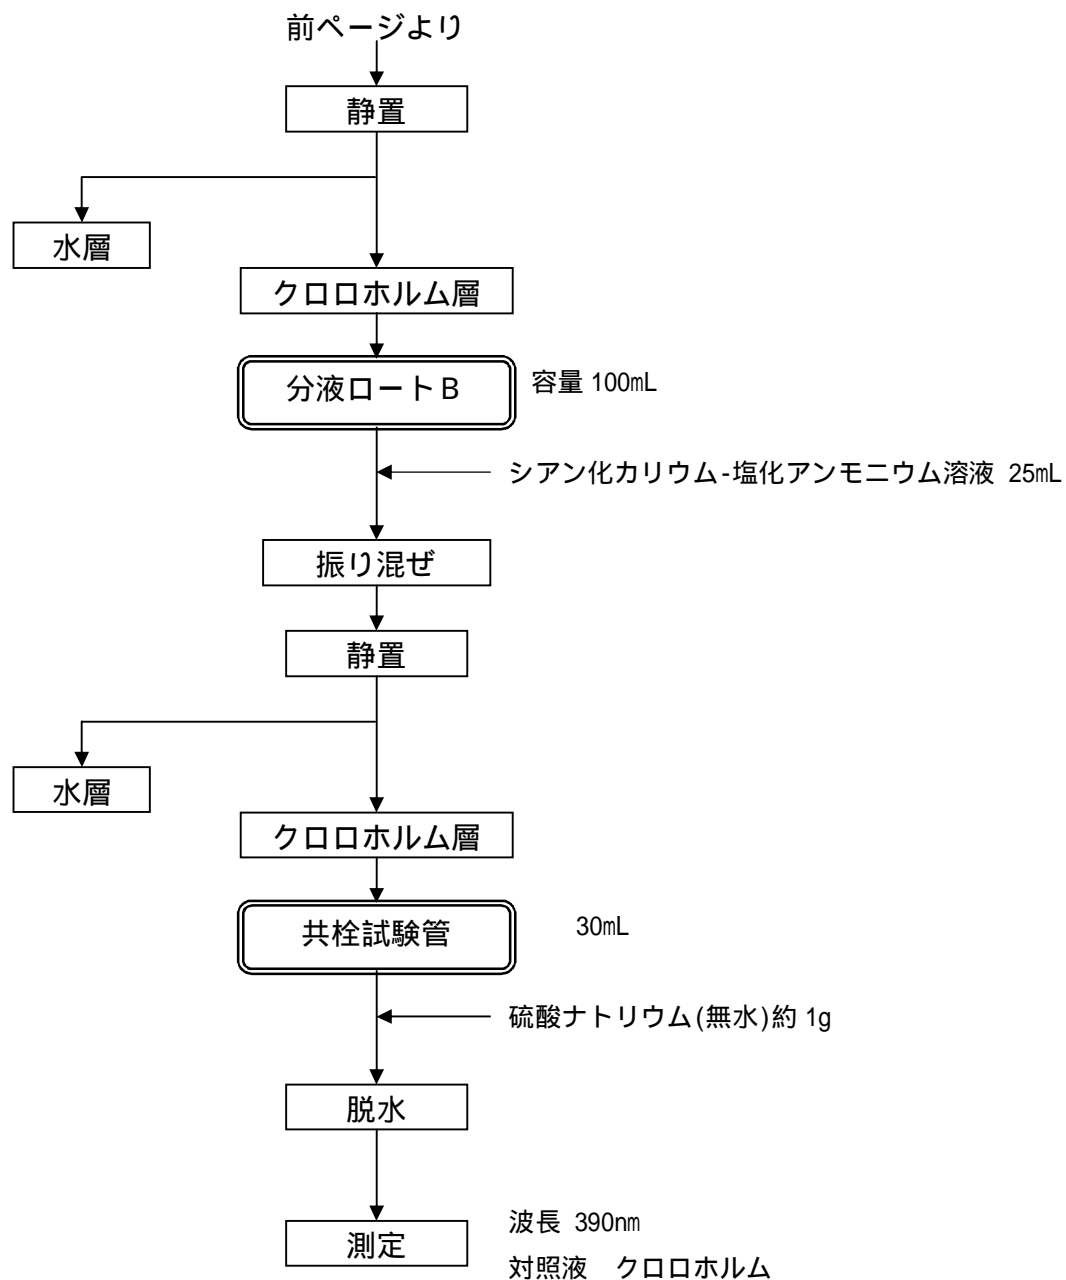 前ページより
静置
水層
クロロホルム層
分液ロートB 容量 100mL
シアン化カリウム-塩化アンモニウム溶液 25mL
振り混ぜ
静置
水層
クロロホルム層
共栓試験管 30mL
硫酸ナトリウム(無水)約 1g
脱水
測定 波長 390nm
対照液 クロロホルム